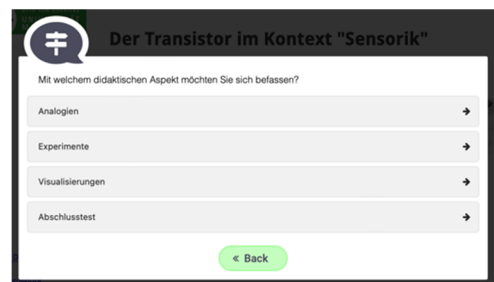 Der Transistor im Kontext "Sensorik"
Mit welchem didaktischen Aspekt möchten Sie sich befassen?
Analogien
Experimente
Visualisierungen
Abschlusstest
« Back